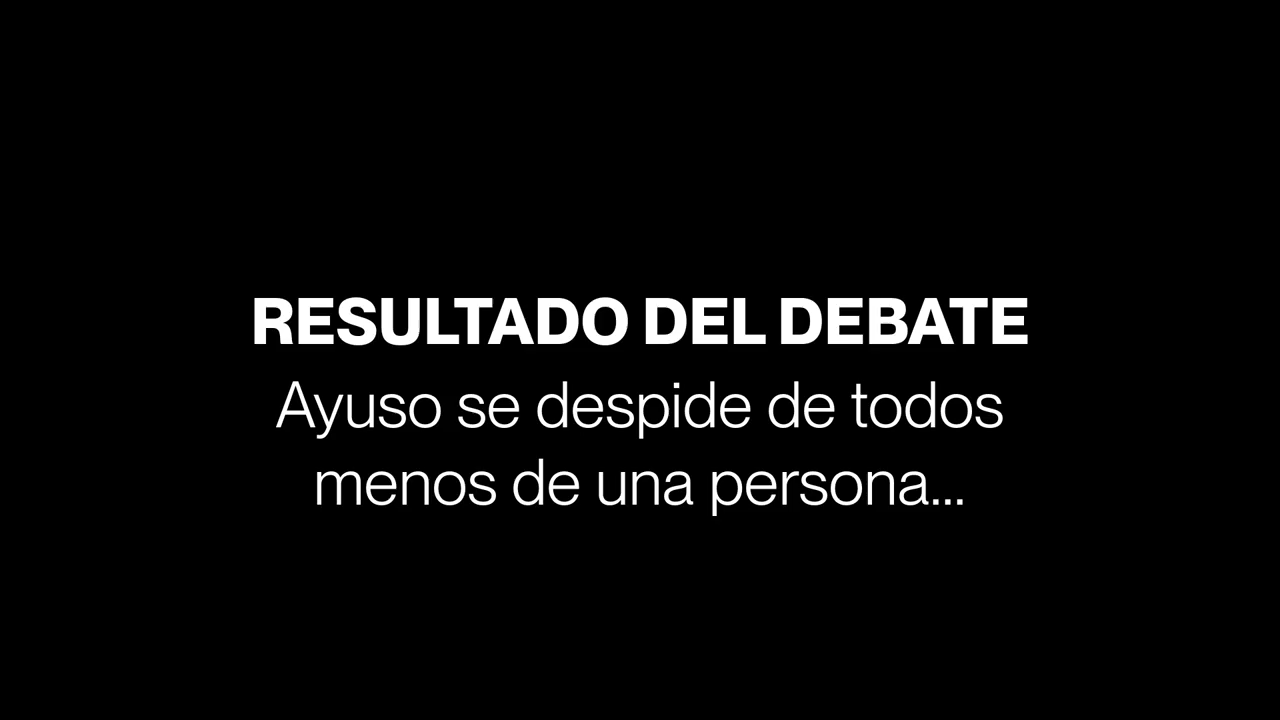 RESULTADO DEL DEBATE
Ayuso se despide de todos
menos de una persona...